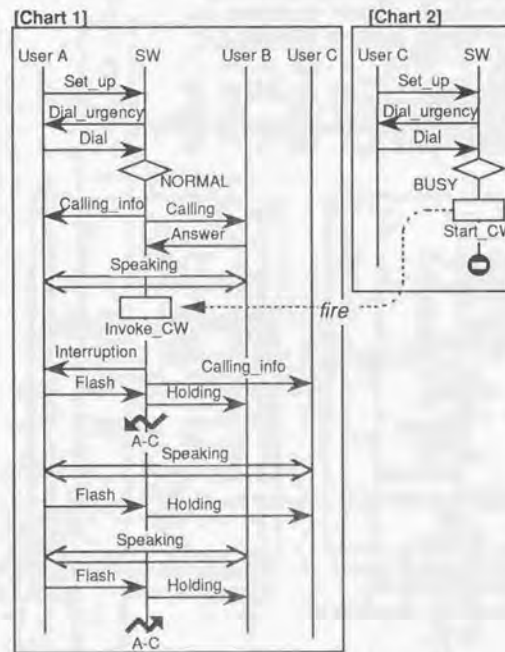 [Chart 1]
User A SW User B User C
Set_up
Dial_urgency
Dial
NORMAL
Calling_info
Calling
Answer
Speaking
Invoke_CW
Interruption
Calling_info
Flash
Holding
A-C
Speaking
Flash
Holding
Speaking
Flash
Holding
A-C
[Chart 2]
User C SW
Set_up
Dial_urgency
Dial
BUSY
Start_CW
fire